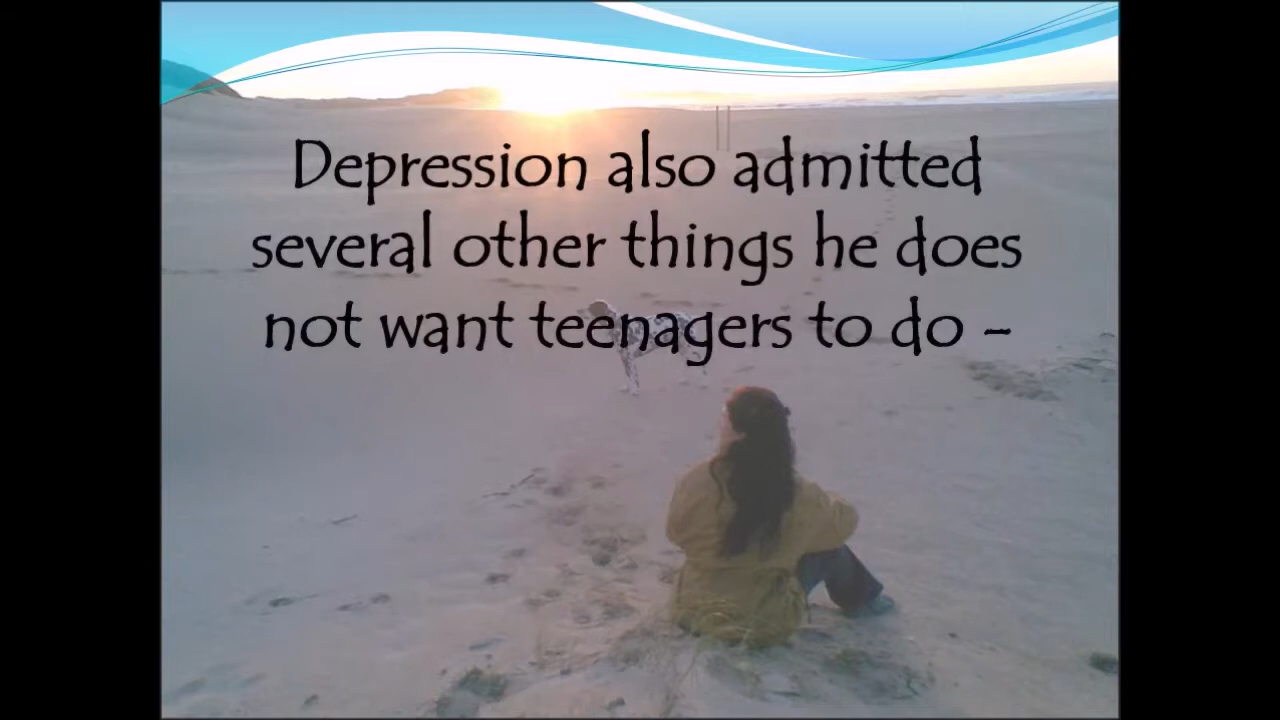 Depression also admitted
several other things he does
not want teenagers to do –